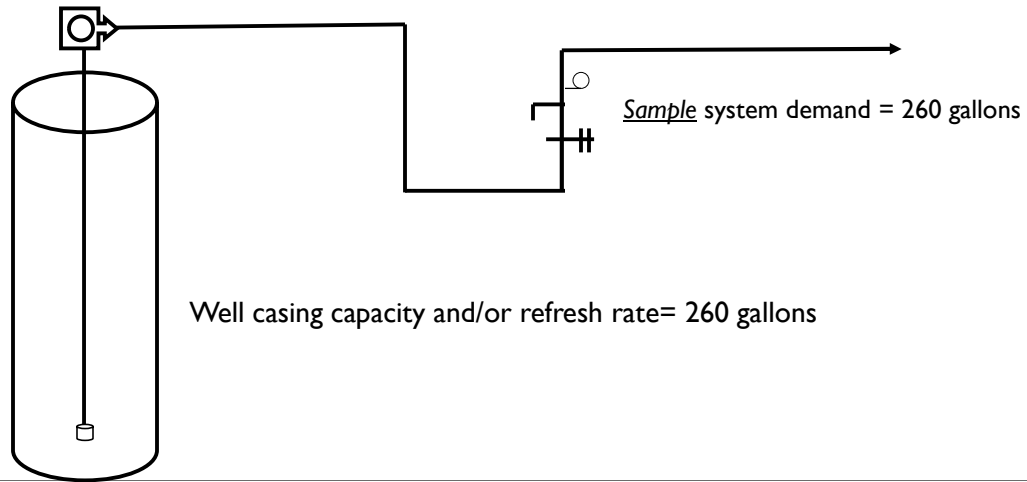 Sample system demand = 260 gallons
Well casing capacity and/or refresh rate= 260 gallons